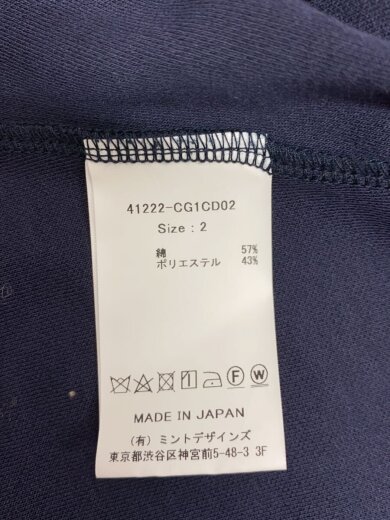 41222-CG1CD02
Size : 2
綿 57%
ポリエステル 43%
F W
MADE IN JAPAN
(有) ミントデザインズ
東京都渋谷区神宮前5-48-3 3F